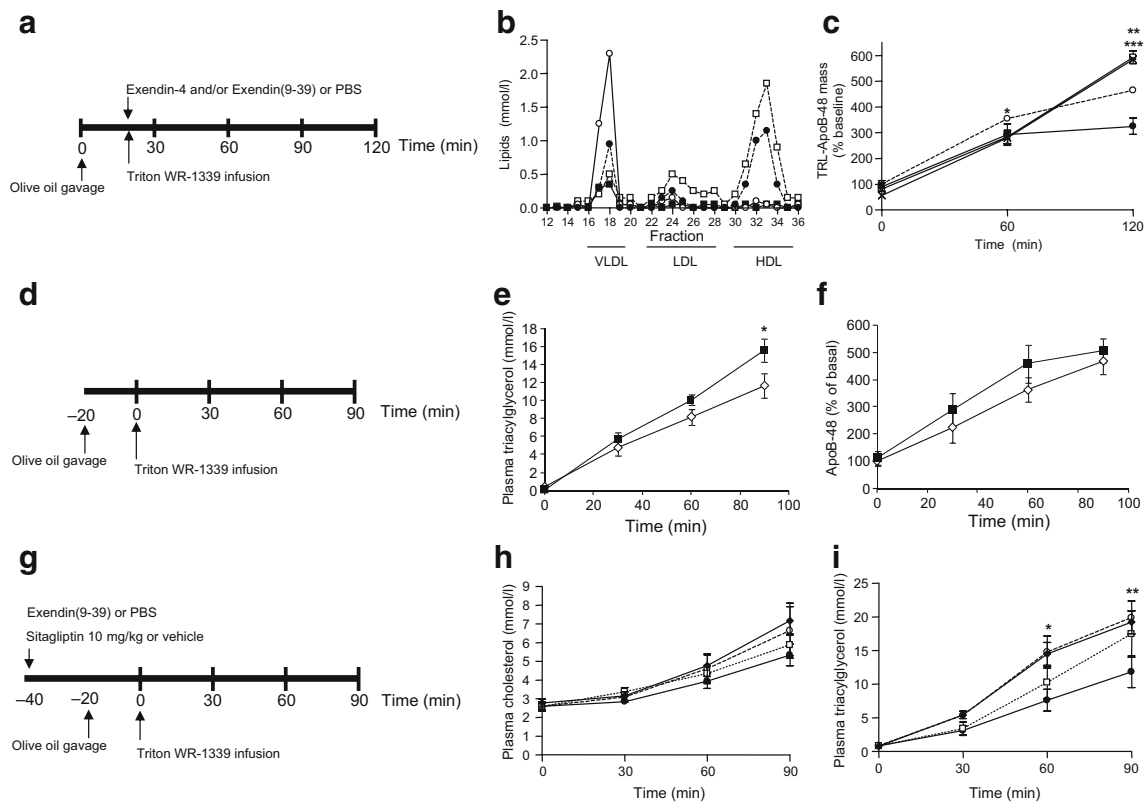 a
Exendin-4 and/or Exendin(9-39) or PBS
0 30 60 90 120 Time (min)
Olive oil gavage
Triton WR-1339 infusion
b
Lipids (mmol/l)
2.5
2.0
1.5
1.0
0.5
0.0
12 14 16 18 20 22 24 26 28 30 32 34 36
Fraction
VLDL LDL HDL
c
TRL-ApoB-48 mass
(% baseline)
600
500
400
300
200
100
0
*
**
***
0 60 120
Time (min)
d
–20 0 30 60 90 Time (min)
Olive oil gavage
Triton WR-1339 infusion
e
Plasma triacylglycerol (mmol/l)
18
16
14
12
10
8
6
4
2
0
*
0 20 40 60 80 100
Time (min)
f
ApoB-48 (% of basal)
600
500
400
300
200
100
0
0 20 40 60 80 100
Time (min)
g
Exendin(9-39) or PBS
Sitagliptin 10 mg/kg or vehicle
–40 –20 0 30 60 90 Time (min)
Olive oil gavage
Triton WR-1339 infusion
h
Plasma cholesterol (mmol/l)
9
8
7
6
5
4
3
2
1
0
0 30 60 90
Time (min)
i
Plasma triacylglycerol (mmol/l)
25
20
15
10
5
0
*
**
0 30 60 90
Time (min)